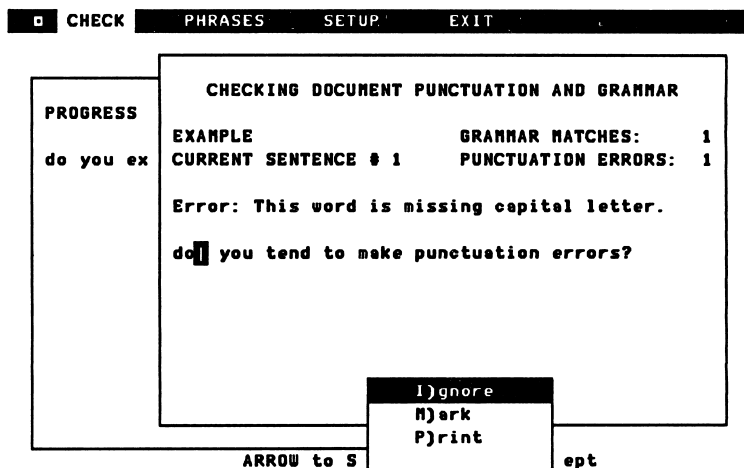 CHECK PHRASES SETUP EXIT
CHECKING DOCUMENT PUNCTUATION AND GRAMMAR
PROGRESS
EXAMPLE GRAMMAR MATCHES: 1
do you ex CURRENT SENTENCE # 1 PUNCTUATION ERRORS: 1
Error: This word is missing capital letter.
do you tend to make punctuation errors?
I)gnore
M)ark
P)rint
ARROW to S ept